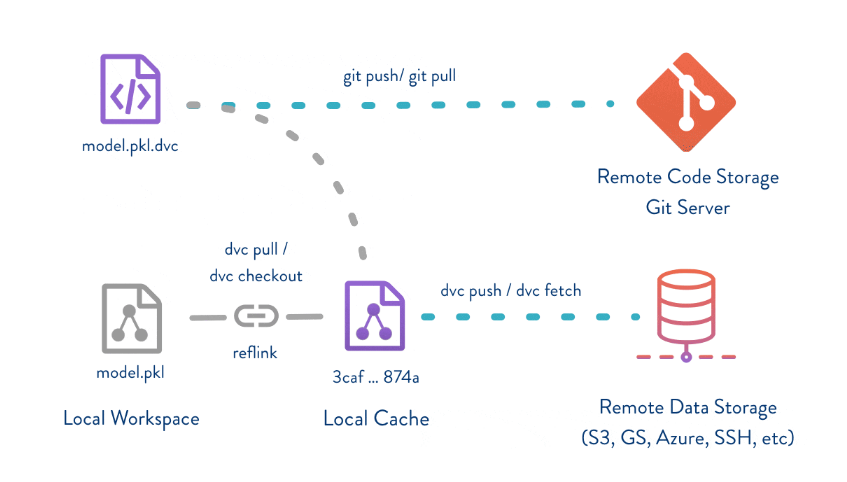 git push/ git pull
model.pkl.dvc
Remote Code Storage
Git Server
dvc pull /
dvc checkout
dvc push / dvc fetch
reflink
model.pkl
3caf ... 874a
Local Workspace
Local Cache
Remote Data Storage
(S3, GS, Azure, SSH, etc)